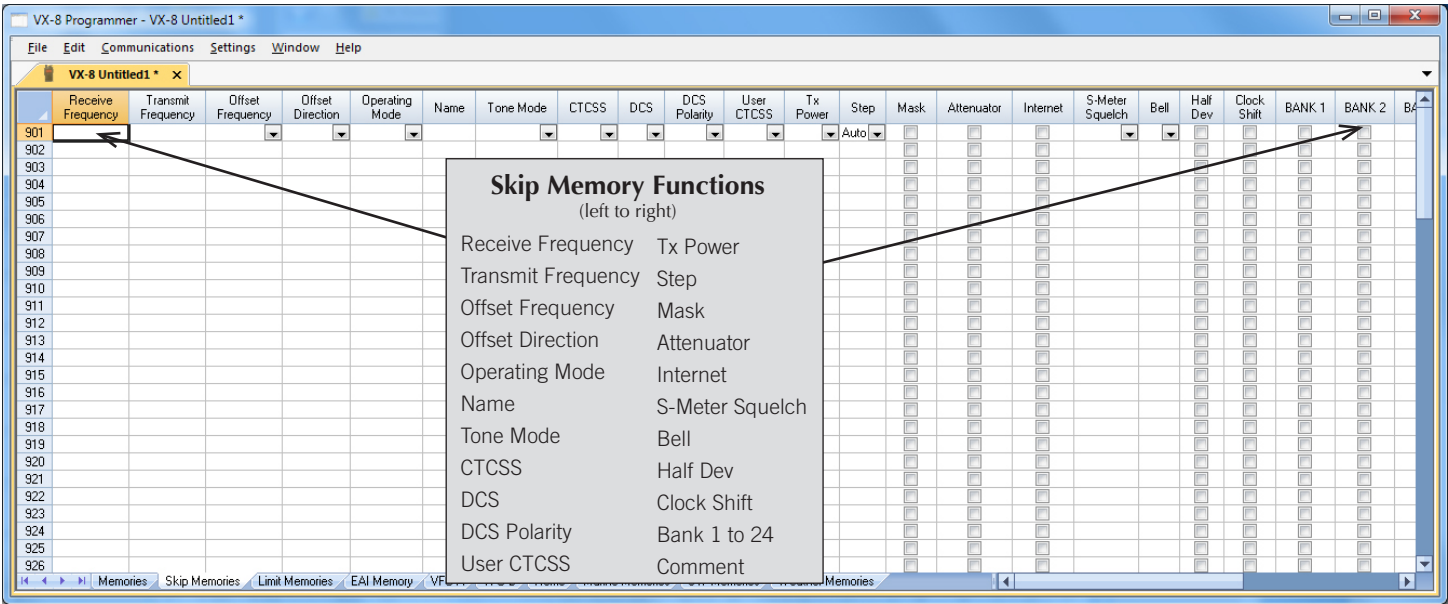 VX-8 Programmer - VX-8 Untitled1 *
File Edit Communications Settings Window Help
VX-8 Untitled1 * X
Receive Frequency Transmit Frequency Offset Frequency Offset Direction Operating Mode Name Tone Mode CTCSS DCS DCS Polarity User CTCSS Tx Power Step Mask Attenuator Internet S-Meter Squelch Bell Half Dev Clock Shift BANK 1 BANK 2
901 Auto
902
903
904
905
906
907
908
909
910
911
912
913
914
915
916
917
918
919
920
921
922
923
924
925
926
Skip Memory Functions
(left to right)
Receive Frequency
Transmit Frequency
Offset Frequency
Offset Direction
Operating Mode
Name
Tone Mode
CTCSS
DCS
DCS Polarity
User CTCSS
Tx Power
Step
Mask
Attenuator
Internet
S-Meter Squelch
Bell
Half Dev
Clock Shift
Bank 1 to 24
Comment
Memories Skip Memories Limit Memories EAI Memory Memories